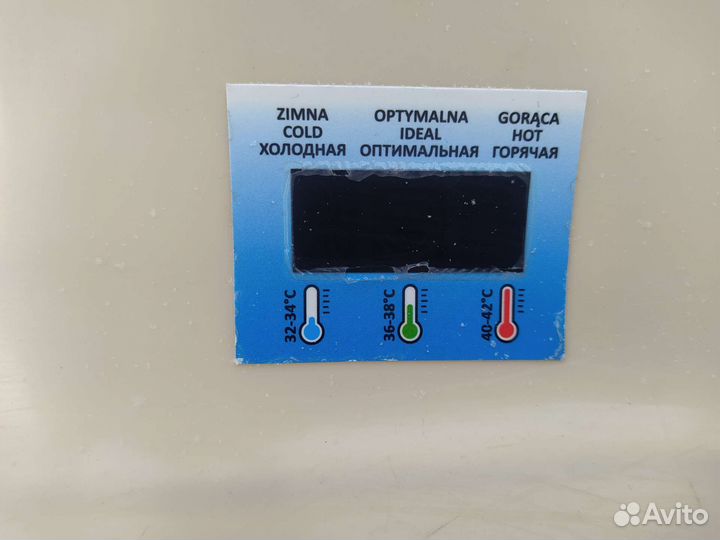 ZIMNA
COLD
ХОЛОДНАЯ
OPTYMALNA
IDEAL
ОПТИМАЛЬНАЯ
GORĄCA
HOT
ГОРЯЧАЯ
32-34°C
36-38°C
40-42°C
Avito